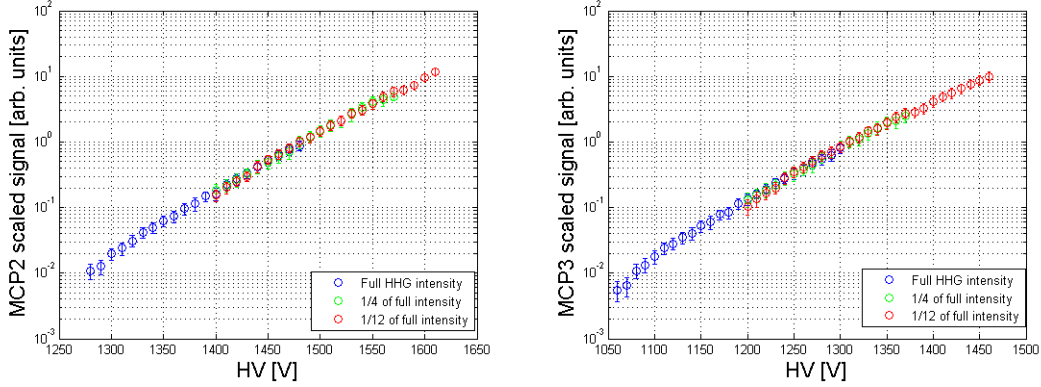 MCP2 scaled signal [arb. units]
10^2
10^1
10^0
10^-1
10^-2
10^-3
1250 1300 1350 1400 1450 1500 1550 1600 1650
HV [V]
Full HHG intensity
1/4 of full intensity
1/12 of full intensity
MCP3 scaled signal [arb. units]
10^2
10^1
10^0
10^-1
10^-2
10^-3
1050 1100 1150 1200 1250 1300 1350 1400 1450 1500
HV [V]
Full HHG intensity
1/4 of full intensity
1/12 of full intensity